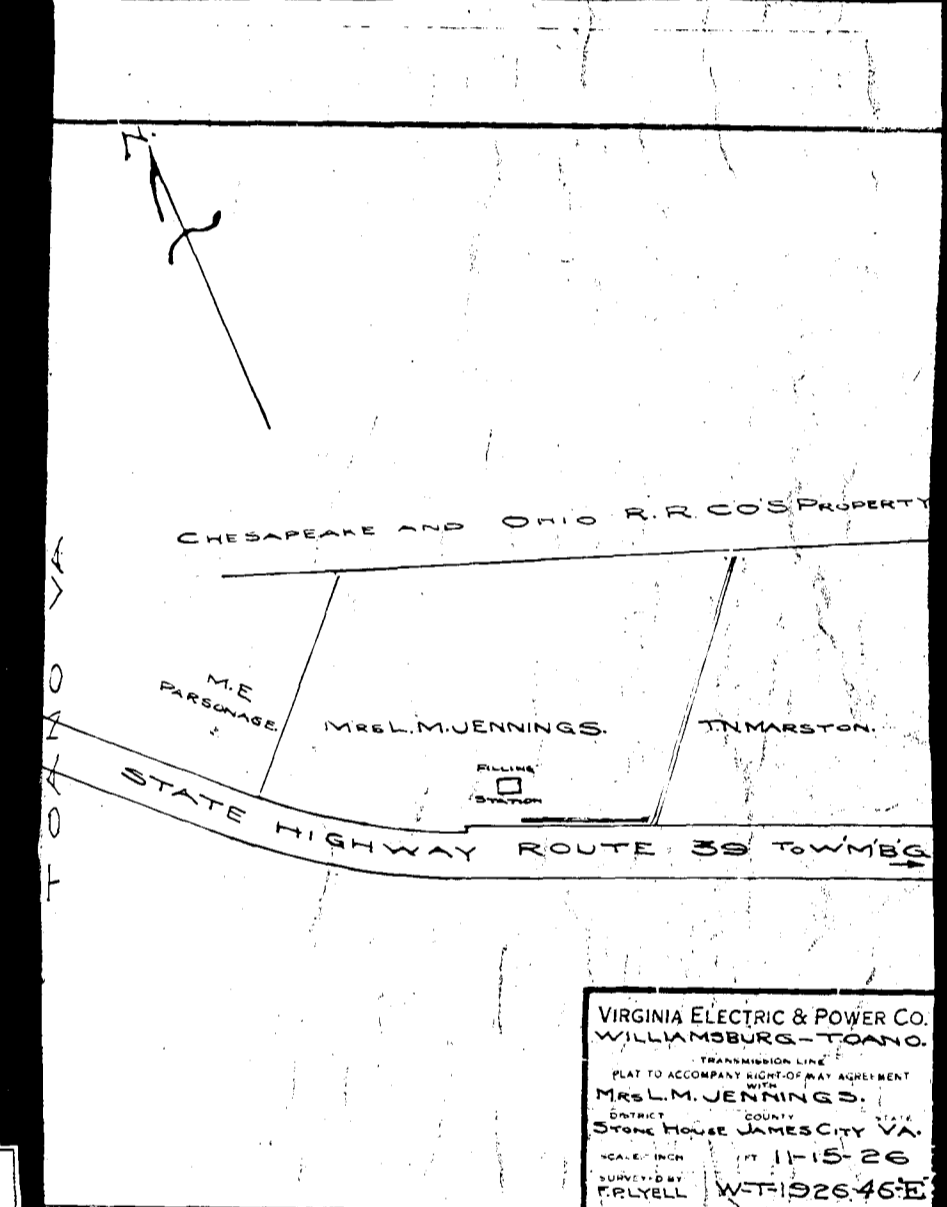 N.
CHESAPEAKE AND OHIO R.R. CO'S PROPERTY
TOANO VA
M.E.
PARSONAGE.
MRS L.M. JENNINGS.
T.N MARSTON.
FILLING
STATION
STATE HIGHWAY ROUTE 39 TO W'M'B'G
VIRGINIA ELECTRIC & POWER CO.
WILLIAMSBURG - TOANO.
TRANSMISSION LINE
PLAT TO ACCOMPANY RIGHT-OF-WAY AGREEMENT
WITH
MRS L.M. JENNINGS.
DISTRICT COUNTY STATE
STONE HOUSE JAMES CITY VA.
SCALE- INCH FT 11-15-26
SURVEYED BY
F.P. LYELL W-T-1926-46-E